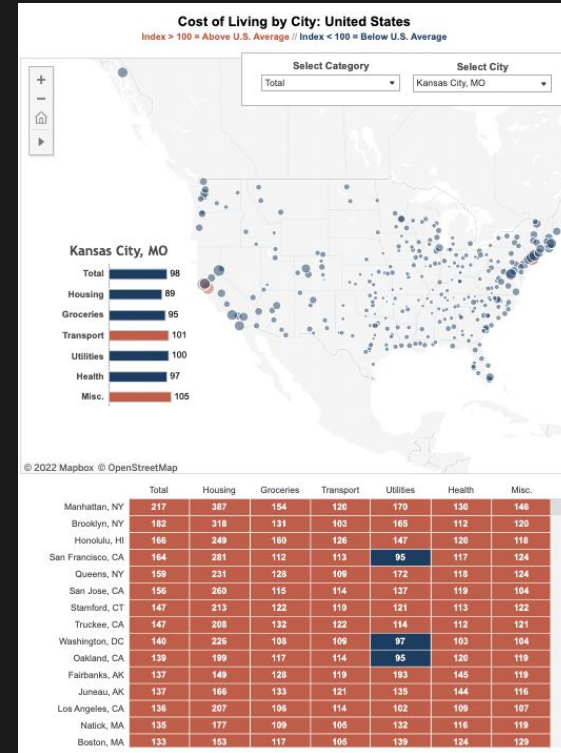 Cost of Living by City: United States
Index > 100 = Above U.S. Average // Index < 100 = Below U.S. Average
Select Category Select City
Total Kansas City, MO
Kansas City, MO
Total 98
Housing 89
Groceries 95
Transport 101
Utilities 100
Health 97
Misc. 105
© 2022 Mapbox © OpenStreetMap
Total Housing Groceries Transport Utilities Health Misc.
Manhattan, NY 217 387 154 120 170 130 146
Brooklyn, NY 182 318 131 103 165 112 120
Honolulu, HI 166 249 160 126 147 120 118
San Francisco, CA 164 281 112 113 95 117 124
Queens, NY 159 231 128 109 172 118 124
San Jose, CA 156 260 115 114 137 119 104
Stamford, CT 147 213 122 110 121 113 122
Truckee, CA 147 208 132 122 114 112 121
Washington, DC 140 226 108 109 97 103 104
Oakland, CA 139 199 117 114 95 120 119
Fairbanks, AK 137 149 128 119 193 145 119
Juneau, AK 137 166 133 121 135 144 116
Los Angeles, CA 136 207 106 114 102 109 107
Natick, MA 135 177 109 105 132 116 119
Boston, MA 133 153 117 105 139 124 129